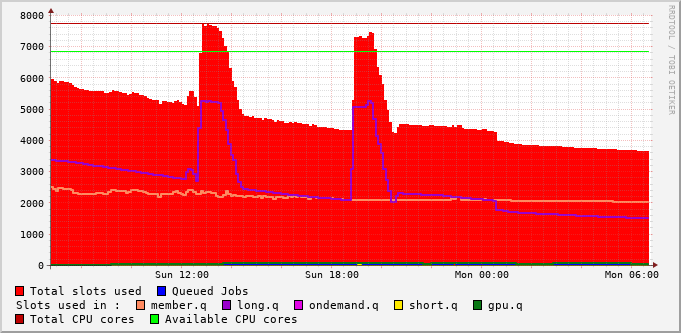 8000
7000
6000
5000
4000
3000
2000
1000
0
Sun 12:00 Sun 18:00 Mon 00:00 Mon 06:00
RRDTOOL / TOBI OETIKER
Total slots used Queued Jobs
Slots used in : member.q long.q ondemand.q short.q gpu.q
Total CPU cores Available CPU cores